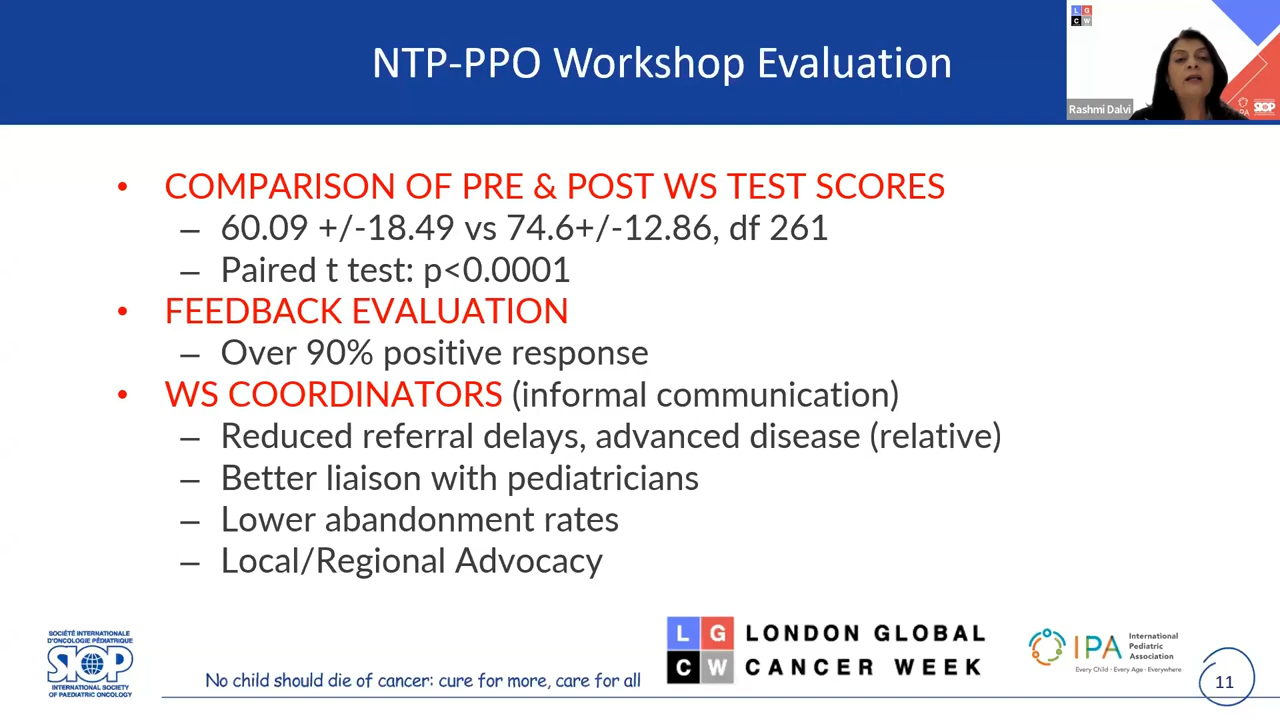 NTP-PPO Workshop Evaluation
L G
C W
Rashmi Dalvi
• COMPARISON OF PRE & POST WS TEST SCORES
– 60.09 +/-18.49 vs 74.6+/-12.86, df 261
– Paired t test: p<0.0001
• FEEDBACK EVALUATION
– Over 90% positive response
• WS COORDINATORS (informal communication)
– Reduced referral delays, advanced disease (relative)
– Better liaison with pediatricians
– Lower abandonment rates
– Local/Regional Advocacy
SOCIÉTÉ INTERNATIONALE
D'ONCOLOGIE PÉDIATRIQUE
SIOP
INTERNATIONAL SOCIETY
OF PAEDIATRIC ONCOLOGY
No child should die of cancer: cure for more, care for all
L G
C W
LONDON GLOBAL
CANCER WEEK
IPA
International
Pediatric
Association
Every Child · Every Age · Everywhere
11